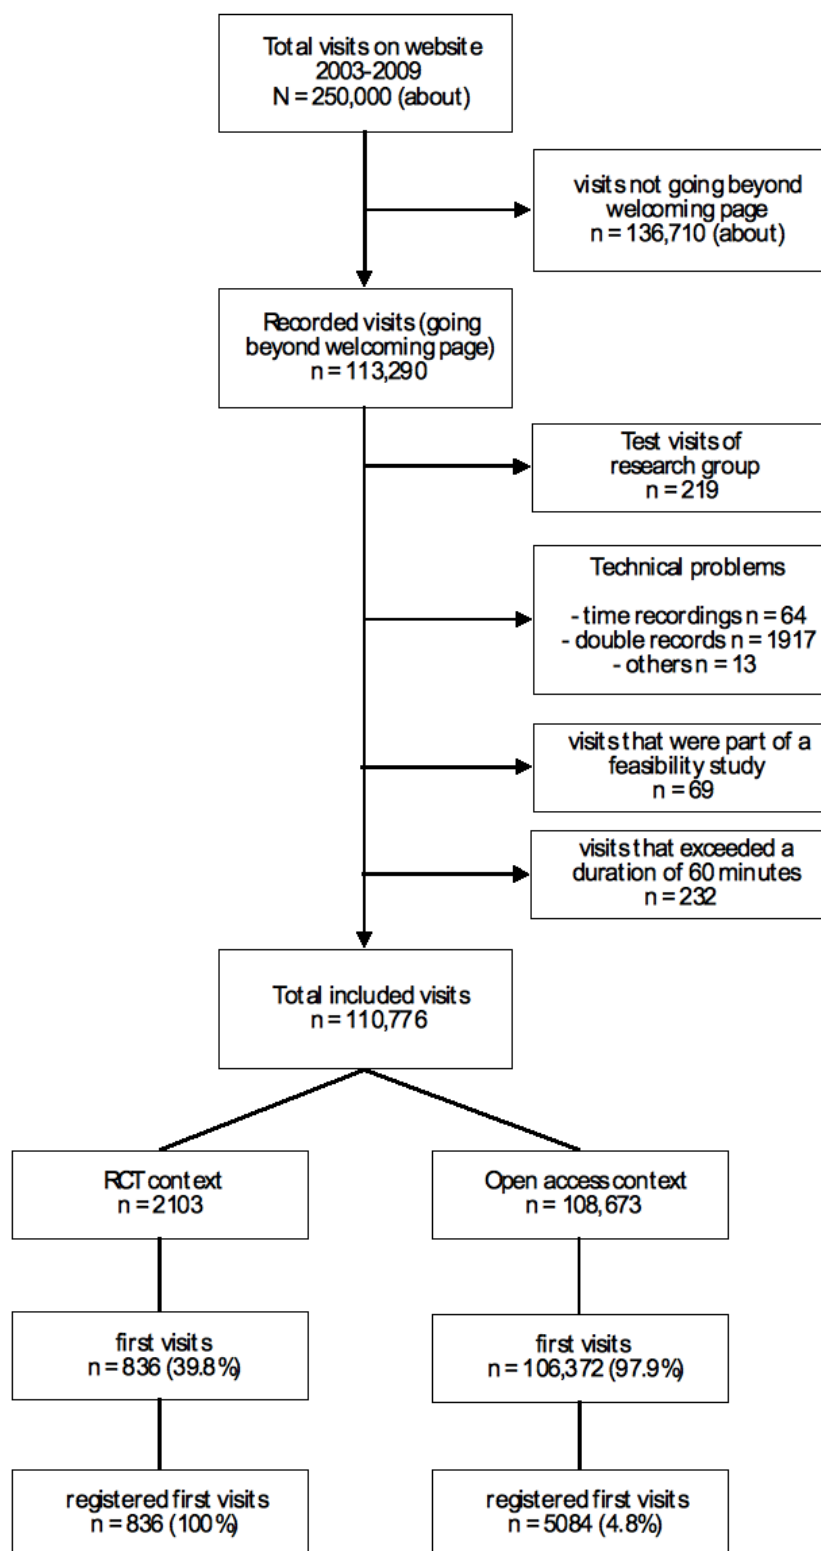 Total visits on website
2003-2009
N = 250,000 (about)
visits not going beyond
welcoming page
n = 136,710 (about)
Recorded visits (going
beyond welcoming page)
n = 113,290
Test visits of
research group
n = 219
Technical problems
- time recordings n = 64
- double records n = 1917
- others n = 13
visits that were part of a
feasibility study
n = 69
visits that exceeded a
duration of 60 minutes
n = 232
Total included visits
n = 110,776
RCT context
n = 2103
Open access context
n = 108,673
first visits
n = 836 (39.8%)
first visits
n = 106,372 (97.9%)
registered first visits
n = 836 (100%)
registered first visits
n = 5084 (4.8%)